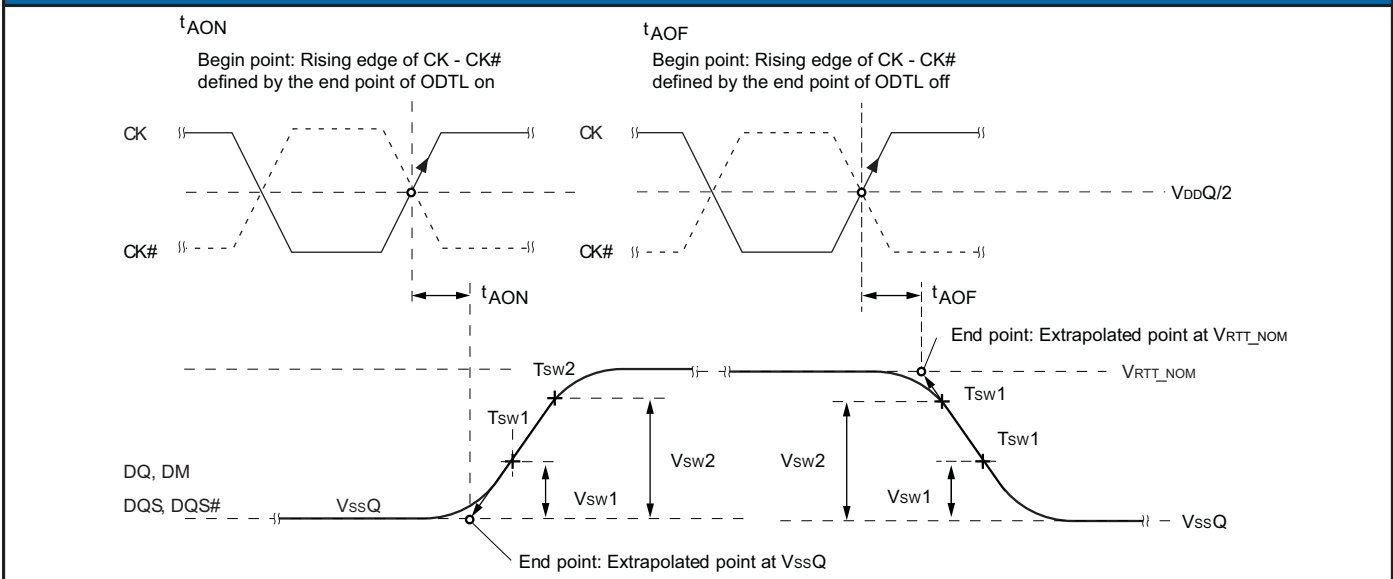 tAON
Begin point: Rising edge of CK - CK#
defined by the end point of ODTL on
tAOF
Begin point: Rising edge of CK - CK#
defined by the end point of ODTL off
CK
CK
VDDQ/2
CK#
CK#
tAON
tAOF
End point: Extrapolated point at VRTT_NOM
TSW2
VRTT_NOM
TSW1
TSW1
TSW1
DQ, DM
VSW2
VSW2
DQS, DQS#
VSSQ
VSW1
VSW1
VSSQ
End point: Extrapolated point at VSSQ